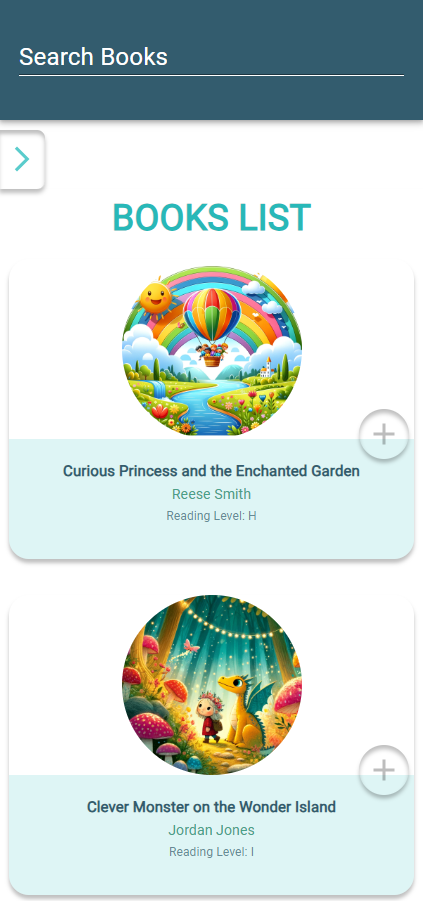 Search Books
BOOKS LIST
Curious Princess and the Enchanted Garden
Reese Smith
Reading Level: H
Clever Monster on the Wonder Island
Jordan Jones
Reading Level: I